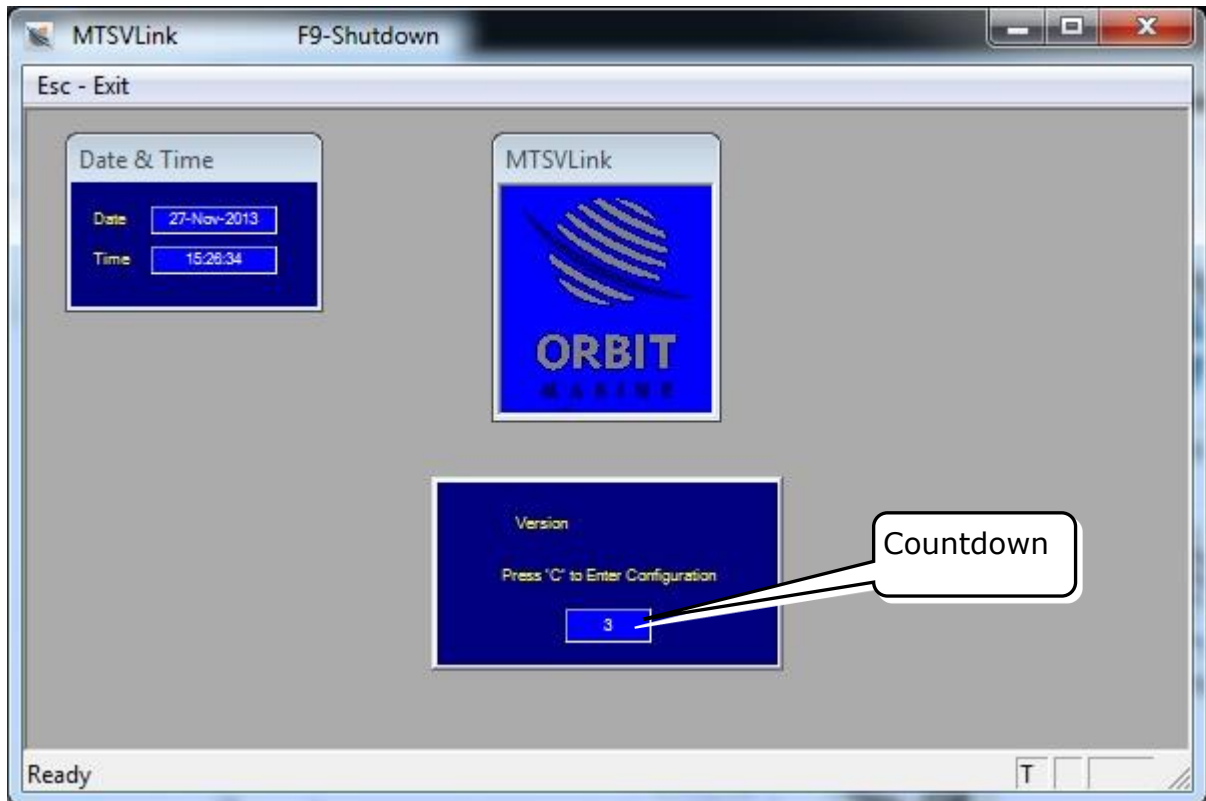 MTSVLink F9-Shutdown
Esc - Exit
Date & Time
Date 27-Nov-2013
Time 15:26:34
MTSVLink
ORBIT
MARINE
Version
Press "C" to Enter Configuration
3
Countdown
Ready
T